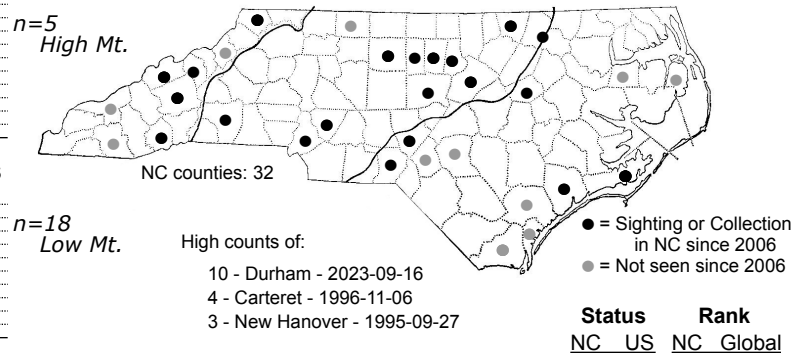 n=5
High Mt.
NC counties: 32
n=18
Low Mt.
High counts of:
10 - Durham - 2023-09-16
4 - Carteret - 1996-11-06
3 - New Hanover - 1995-09-27
= Sighting or Collection
in NC since 2006
= Not seen since 2006
Status Rank
NC US NC Global